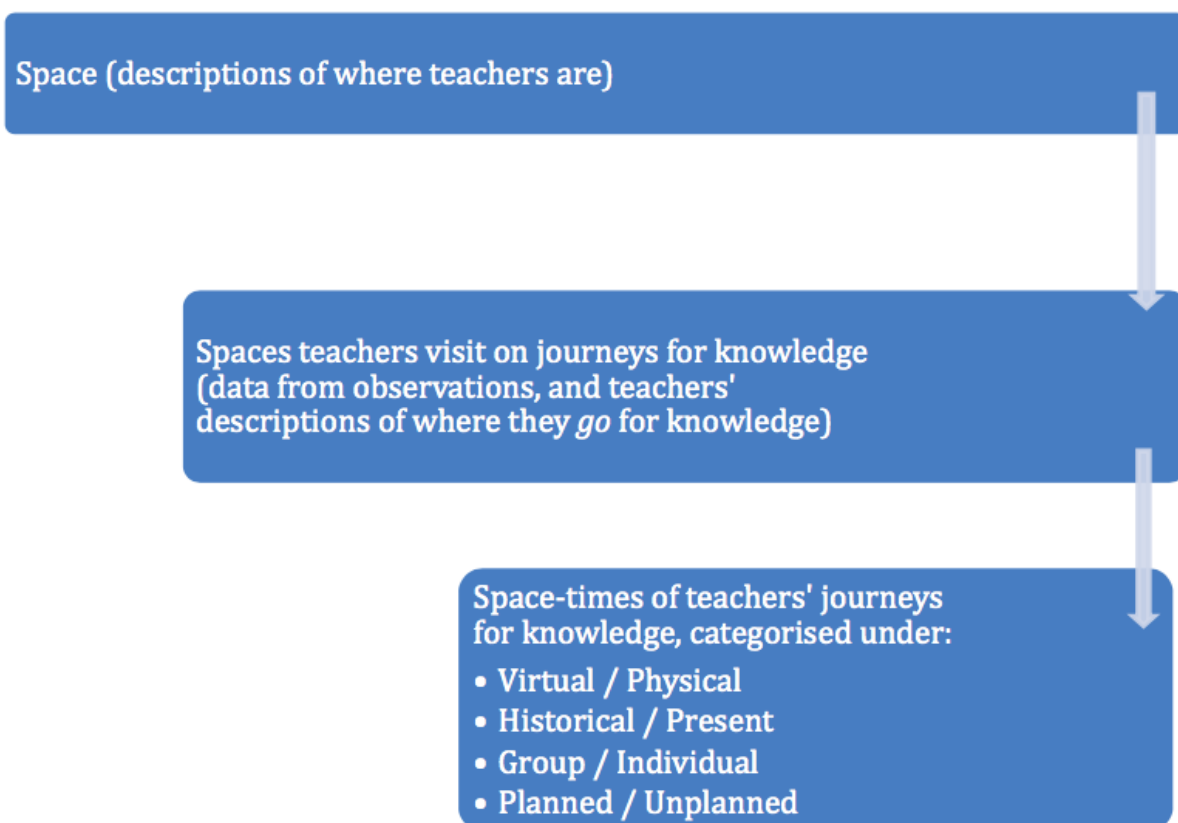 Space (descriptions of where teachers are)
Spaces teachers visit on journeys for knowledge
(data from observations, and teachers'
descriptions of where they go for knowledge)
Space-times of teachers' journeys
for knowledge, categorised under:
• Virtual / Physical
• Historical / Present
• Group / Individual
• Planned / Unplanned